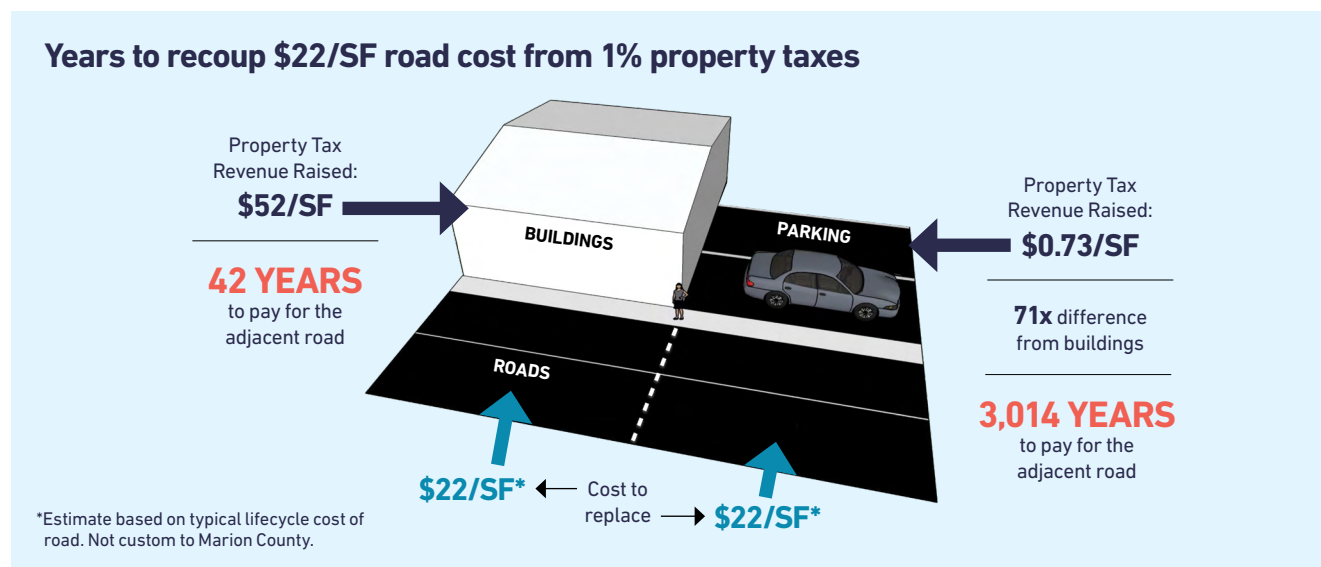 Years to recoup $22/SF road cost from 1% property taxes
Property Tax
Revenue Raised:
$52/SF
42 YEARS
to pay for the
adjacent road
BUILDINGS
PARKING
ROADS
Property Tax
Revenue Raised:
$0.73/SF
71x difference
from buildings
3,014 YEARS
to pay for the
adjacent road
$22/SF*
Cost to
replace
$22/SF*
*Estimate based on typical lifecycle cost of
road. Not custom to Marion County.